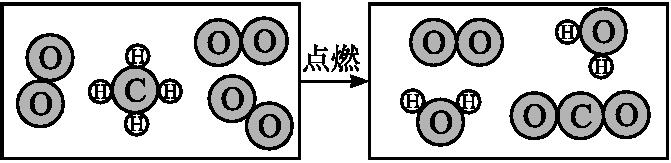 O O H O O O O H O
O H C H 点燃 H
O H O O H O H O C O